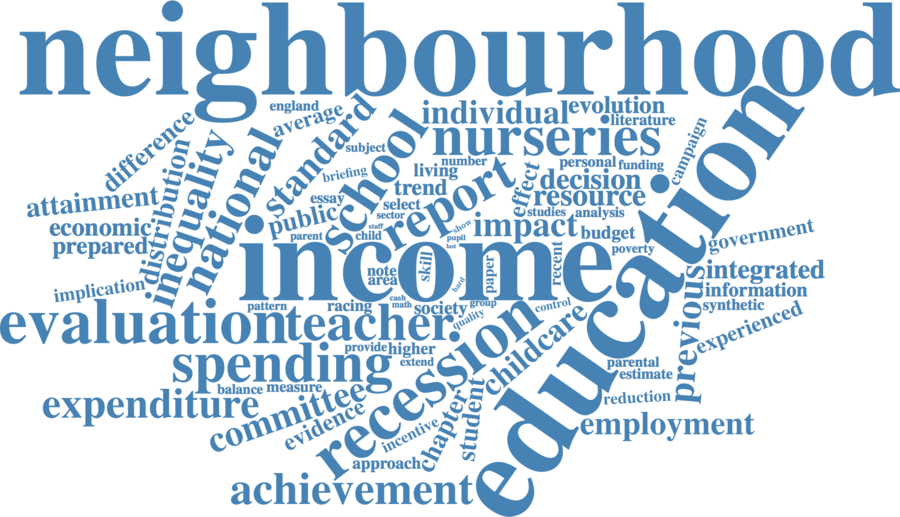 neighbourhood
england
average
individual
evolution
literature
difference
distribution
inequality
national
standard
subject
school
nurseries
campaign
briefing
number
living
personal
funding
attainment
trend
effect
decision
essay
select
resource
report
public
sector
studies
analysis
education
economic
prepared
staff
show
impact
budget
parent
child
pupil
last
poverty
government
income
recent
note
area
skill
paper
hard
integrated
implication
information
cash
math
group
control
synthetic
pattern
racing
society
quality
experienced
previous
evaluation
teacher
recession
childcare
provide
higher
spending
extend
parental
estimate
balance
measure
reduction
expenditure
committee
evidence
incentive
chapter
student
employment
approach
achievement